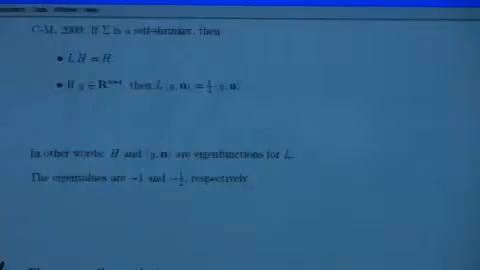 C-M, 2009: If Σ is a self-shrinker, then
• L H = H
• If y ∈ Rⁿ⁺¹, then L ⟨y, n⟩ = ½ ⟨y, n⟩
In other words: H and ⟨y, n⟩ are eigenfunctions for L.
The eigenvalues are −1 and −½, respectively